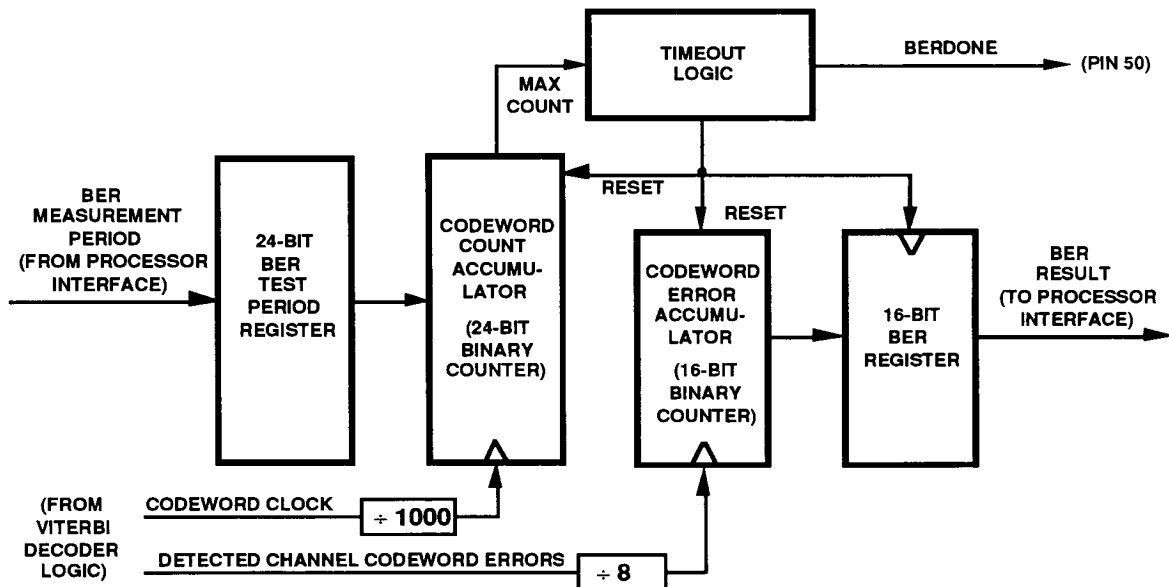 TIMEOUT
LOGIC
BERDONE
(PIN 50)
MAX
COUNT
RESET
RESET
BER
MEASUREMENT
PERIOD
(FROM PROCESSOR
INTERFACE)
24-BIT
BER
TEST
PERIOD
REGISTER
CODEWORD
COUNT
ACCUMU-
LATOR
(24-BIT
BINARY
COUNTER)
CODEWORD
ERROR
ACCUMU-
LATOR
(16-BIT
BINARY
COUNTER)
16-BIT
BER
REGISTER
BER
RESULT
(TO PROCESSOR
INTERFACE)
(FROM
VITERBI
DECODER
LOGIC)
CODEWORD CLOCK
÷ 1000
DETECTED CHANNEL CODEWORD ERRORS
÷ 8